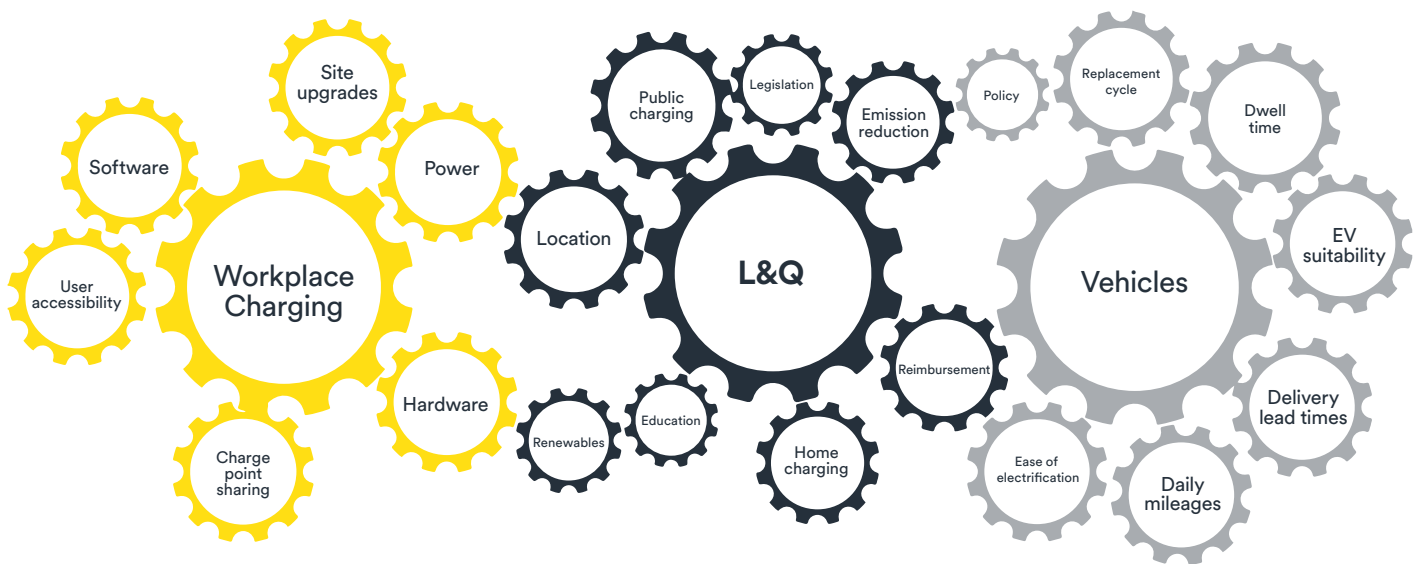 Site
upgrades
Software
Power
User
accessibility
Workplace
Charging
Hardware
Charge
point
sharing
Public
charging
Legislation
Emission
reduction
Location
L&Q
Reimbursement
Education
Renewables
Home
charging
Policy
Replacement
cycle
Dwell
time
EV
suitability
Vehicles
Delivery
lead times
Ease of
electrification
Daily
mileages